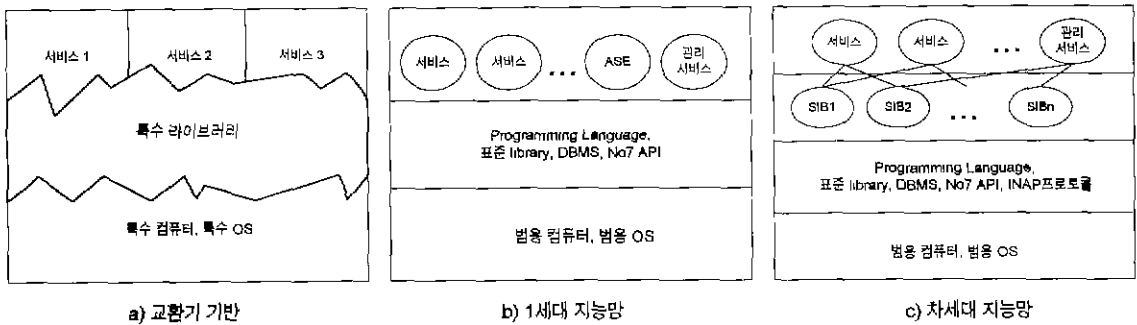 서비스 1 서비스 2 서비스 3
특수 라이브러리
특수 컴퓨터, 특수 OS
a) 교환기 기반
서비스 서비스 ... ASE 관리
서비스
Programming Language,
표준 library, DBMS, No7 API
범용 컴퓨터, 범용 OS
b) 1세대 지능망
서비스 서비스 ... 관리
서비스
SIB1 SIB2 ... SIBn
Programming Language,
표준 library, DBMS, No7 API, INAP프로토콜
범용 컴퓨터, 범용 OS
c) 차세대 지능망